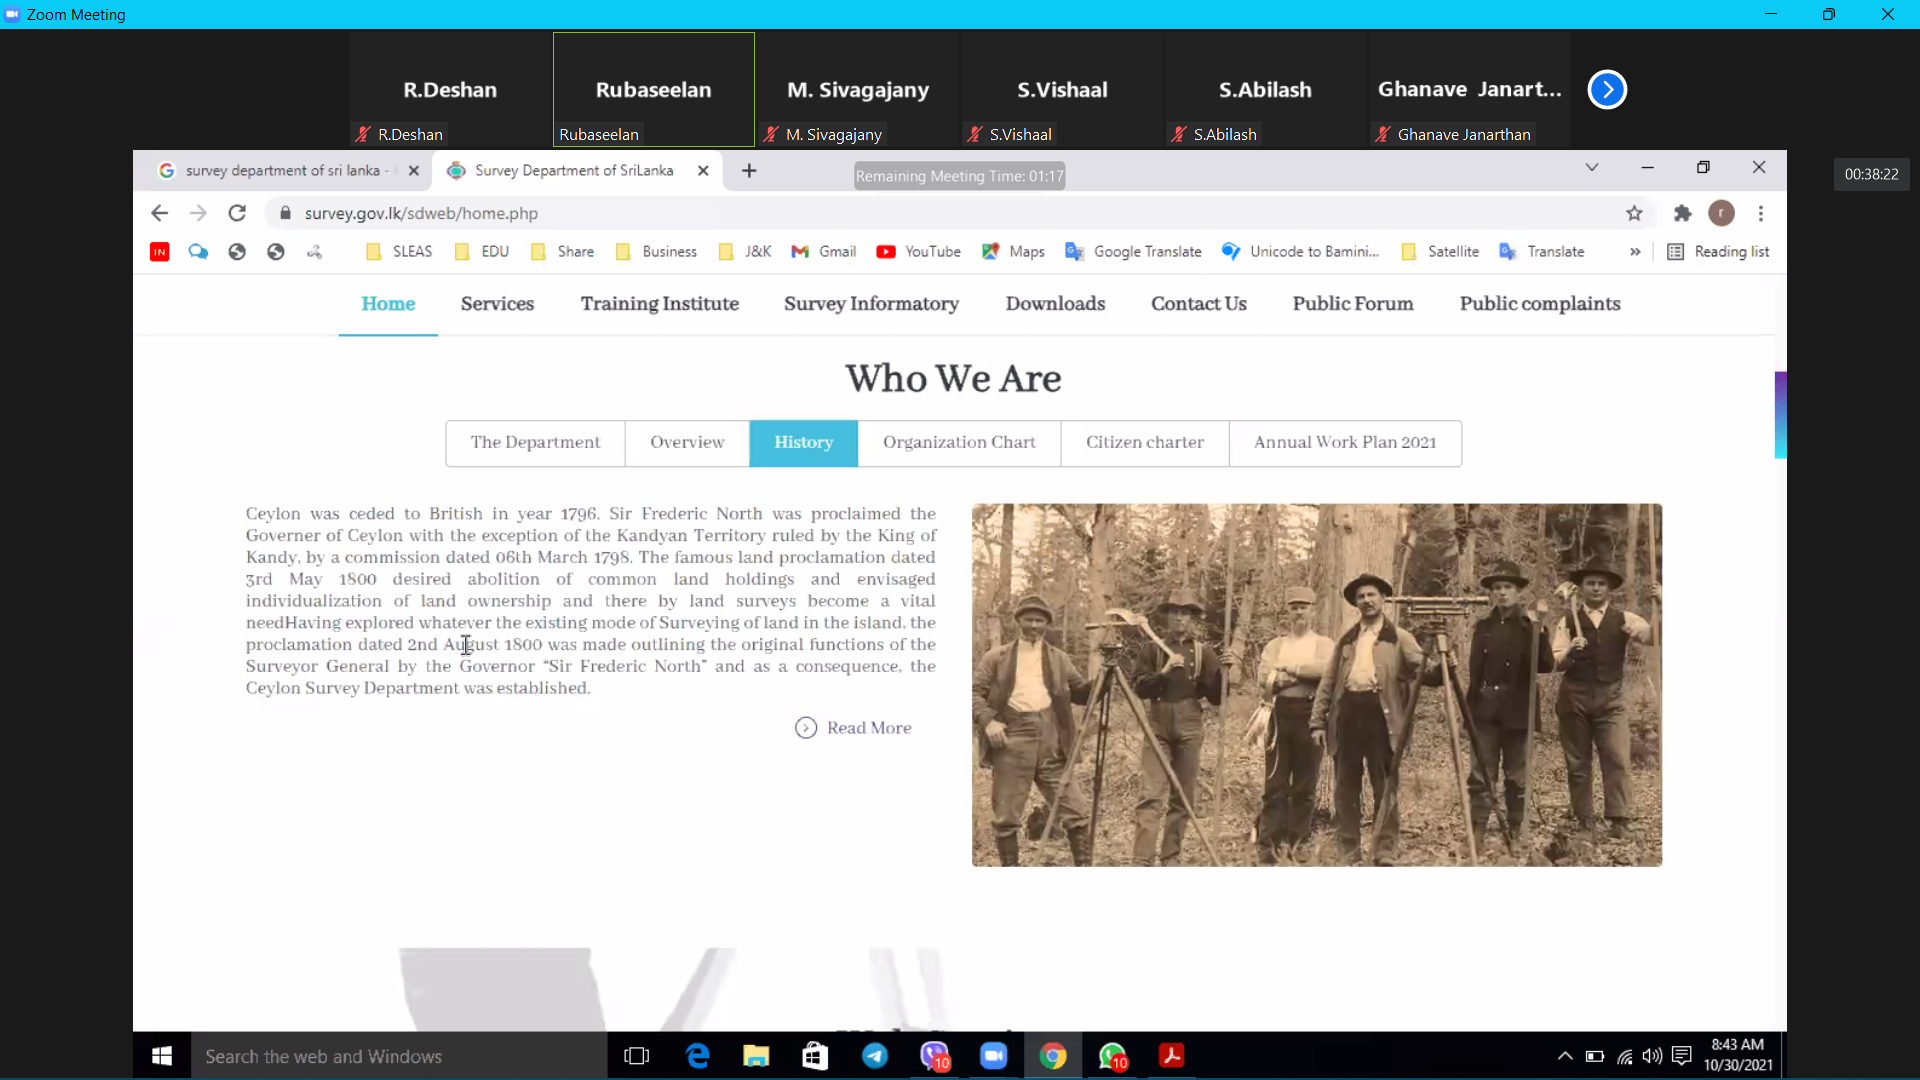 Zoom Meeting
R.Deshan
Rubaseelan
M. Sivagajany
S.Vishaal
S.Abilash
Ghanave Janart...
R.Deshan
Rubaseelan
M. Sivagajany
S.Vishaal
S.Abilash
Ghanave Janarthan
survey department of sri lanka -
Survey Department of SriLanka
Remaining Meeting Time: 01:17
00:38:22
survey.gov.lk/sdweb/home.php
r
IN
SLEAS
EDU
Share
Business
J&K
Gmail
YouTube
Maps
Google Translate
Unicode to Bamini...
Satellite
Translate
Reading list
Home
Services
Training Institute
Survey Informatory
Downloads
Contact Us
Public Forum
Public complaints
Who We Are
The Department
Overview
History
Organization Chart
Citizen charter
Annual Work Plan 2021
Ceylon was ceded to British in year 1796. Sir Frederic North was proclaimed the
Governer of Ceylon with the exception of the Kandyan Territory ruled by the King of
Kandy, by a commission dated 06th March 1798. The famous land proclamation dated
3rd May 1800 desired abolition of common land holdings and envisaged
individualization of land ownership and there by land surveys become a vital
needHaving explored whatever the existing mode of Surveying of land in the island, the
proclamation dated 2nd August 1800 was made outlining the original functions of the
Surveyor General by the Governor “Sir Frederic North” and as a consequence, the
Ceylon Survey Department was established.
Read More
Search the web and Windows
10
10
8:43 AM
10/30/2021